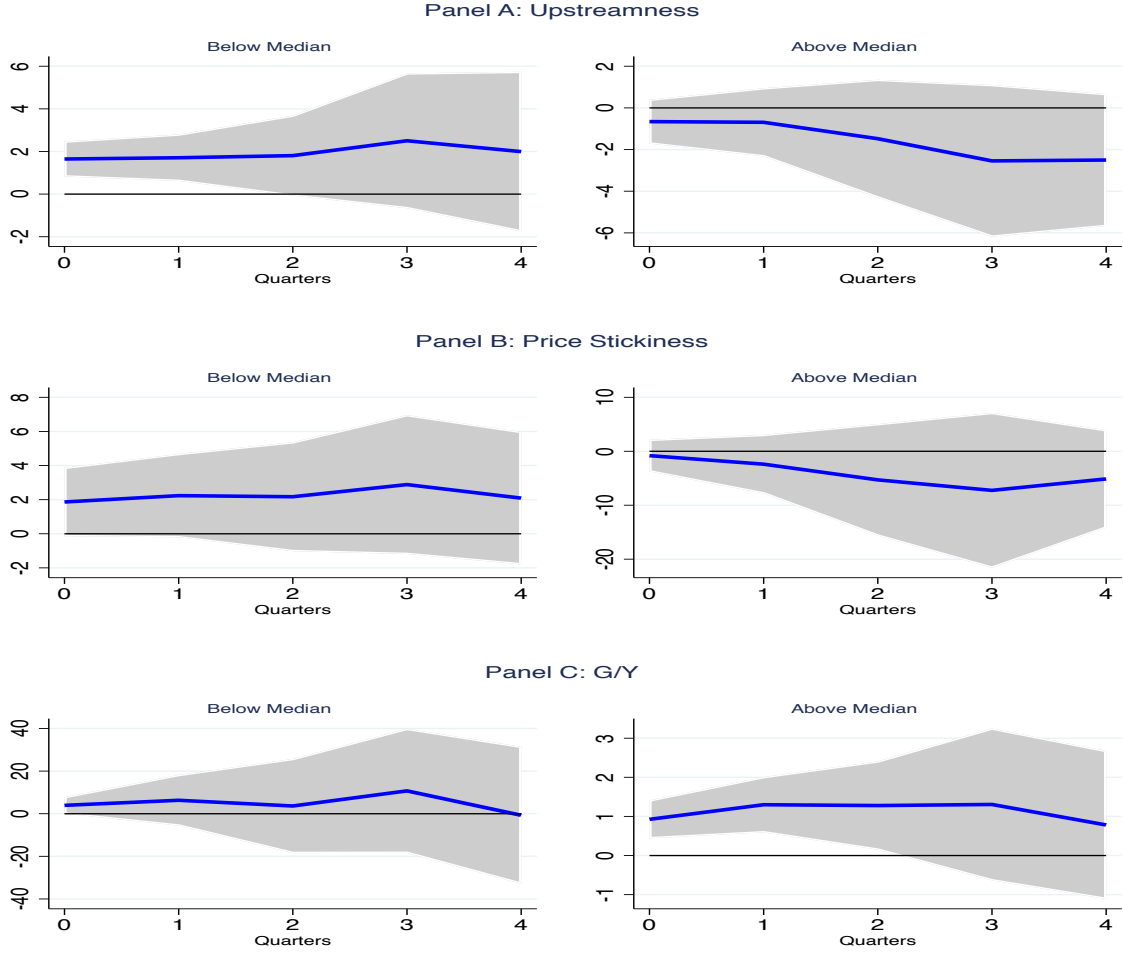 Panel A: Upstreamness
Below Median
6
4
2
0
-2
0 1 2 3 4
Quarters
Above Median
2
0
-2
-4
-6
0 1 2 3 4
Quarters
Panel B: Price Stickiness
Below Median
8
6
4
2
0
-2
0 1 2 3 4
Quarters
Above Median
10
0
-10
-20
0 1 2 3 4
Quarters
Panel C: G/Y
Below Median
40
20
0
-20
-40
0 1 2 3 4
Quarters
Above Median
3
2
1
0
-1
0 1 2 3 4
Quarters